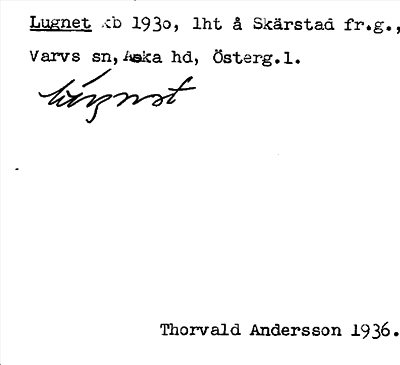 Lugnet kb 1930, lht å Skärstad fr.g.,
Varvs sn, Aska hd, Österg.l.
Thorvald Andersson 1936.